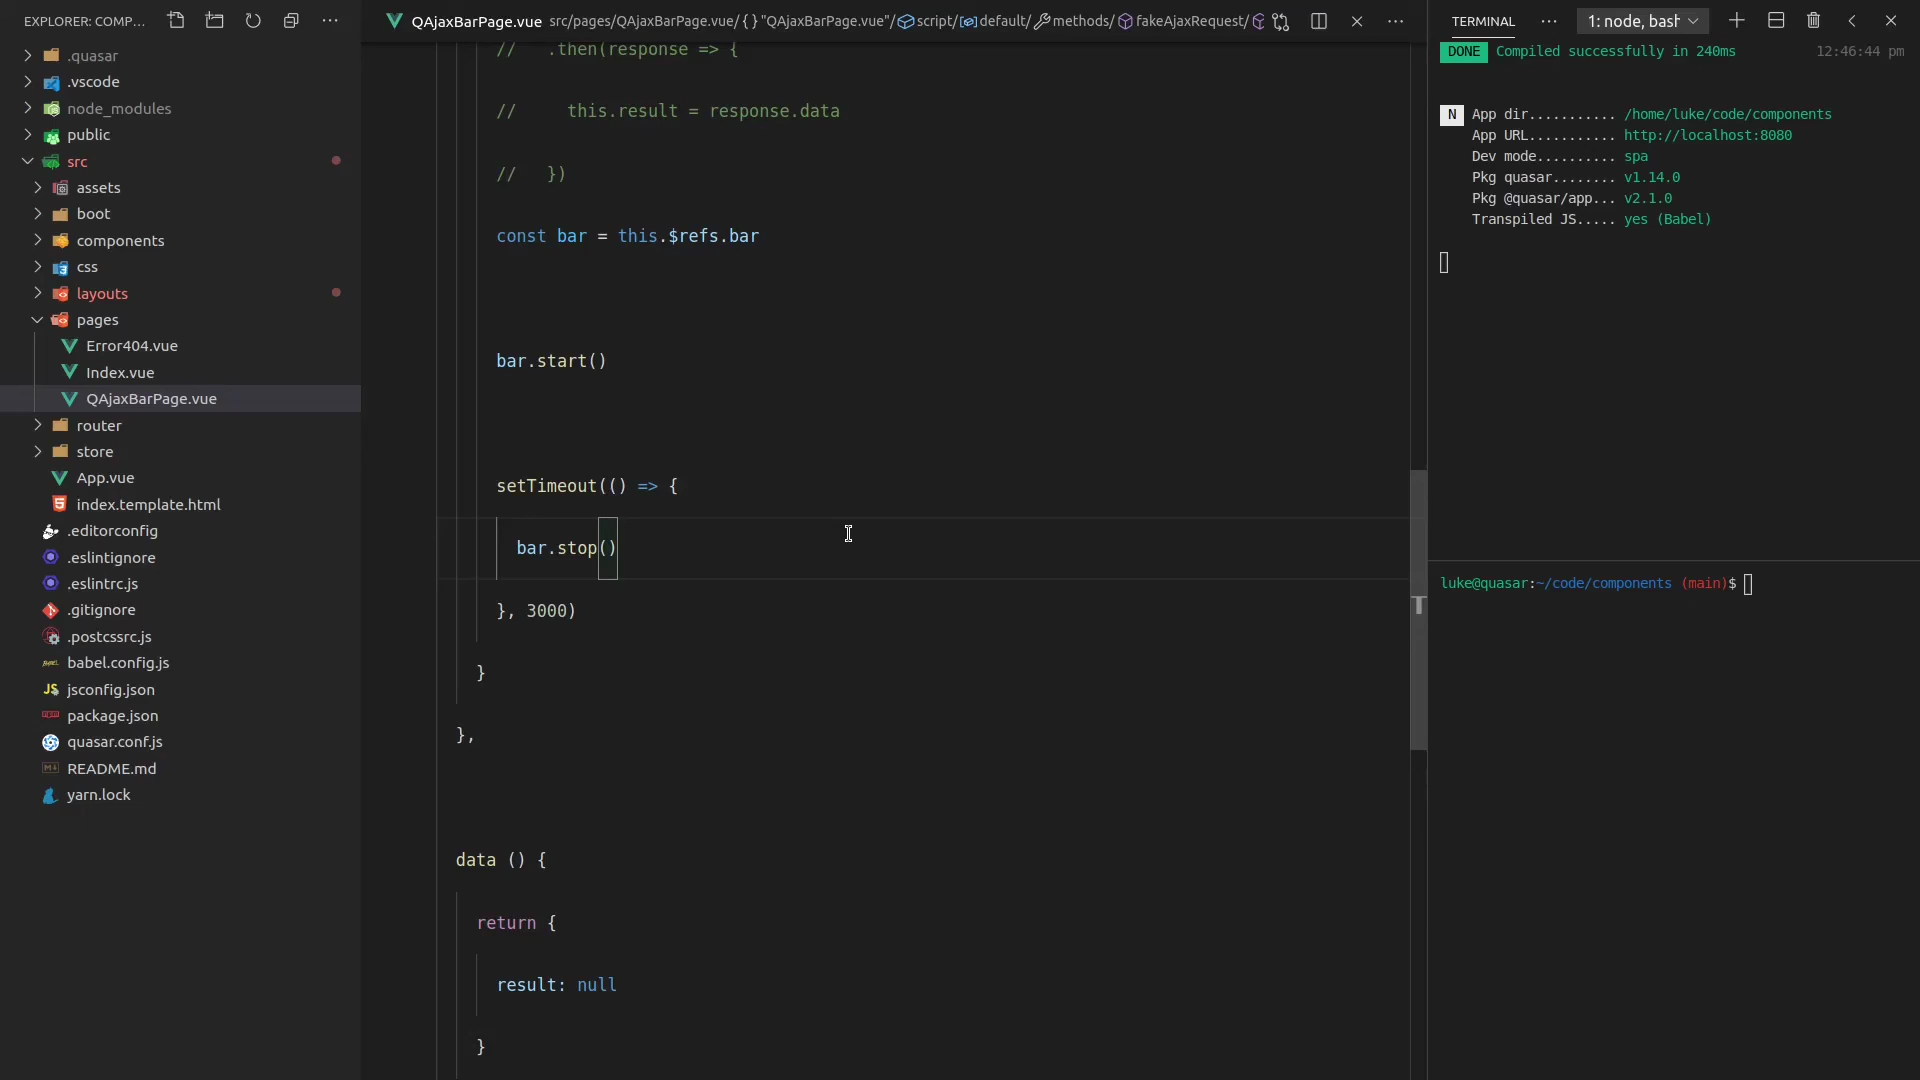 EXPLORER: COMP...
.quasar
.vscode
node_modules
public
src
assets
boot
components
css
layouts
pages
Error404.vue
Index.vue
QAjaxBarPage.vue
router
store
App.vue
index.template.html
.editorconfig
.eslintignore
.eslintrc.js
.gitignore
.postcssrc.js
babel.config.js
jsconfig.json
package.json
quasar.conf.js
README.md
yarn.lock
QAjaxBarPage.vue src/pages/QAjaxBarPage.vue/{}"QAjaxBarPage.vue"/script/default/methods/fakeAjaxRequest/
//   .then(response => {
//     this.result = response.data
//   })
const bar = this.$refs.bar
bar.start()
setTimeout(() => {
bar.stop()
}, 3000)
}
},
data () {
return {
result: null
}
TERMINAL ... 1: node, bash
DONE Compiled successfully in 240ms 12:46:44 pm
N App dir........... /home/luke/code/components
App URL........... http://localhost:8080
Dev mode.......... spa
Pkg quasar........ v1.14.0
Pkg @quasar/app... v2.1.0
Transpiled JS..... yes (Babel)
luke@quasar:~/code/components (main)$